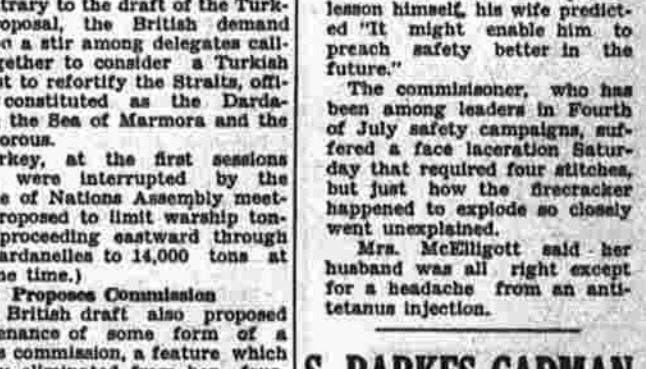 trary to the draft of the Turk-
oposal, the British demand
a stir among delegates call-
gether to consider a Turkish
t to refortify the Straits, offi-
constituted as the Darda-
the Sea of Marmora and the
orous.
rkey, at the first sessions
were interrupted by the
e of Nations Assembly meet-
roposed to limit warship ton-
proceeding eastward through
ardanelles to 14,000 tons at
ne time.)
Proposes Commission
British draft also proposed
enance of some form of a
s commission, a feature which
lesson himself, his wife predict-
ed "It might enable him to
preach safety better in the
future."
The commisisoner, who has
been among leaders in Fourth
of July safety campaigns, suf-
fered a face laceration Satur-
day that required four stitches,
but just how the firecracker
happened to explode so closely
went unexplained.
Mrs. McElligott said her
husband was all right except
for a headache from an anti-
tetanus injection.
S. PARKES CADMAN